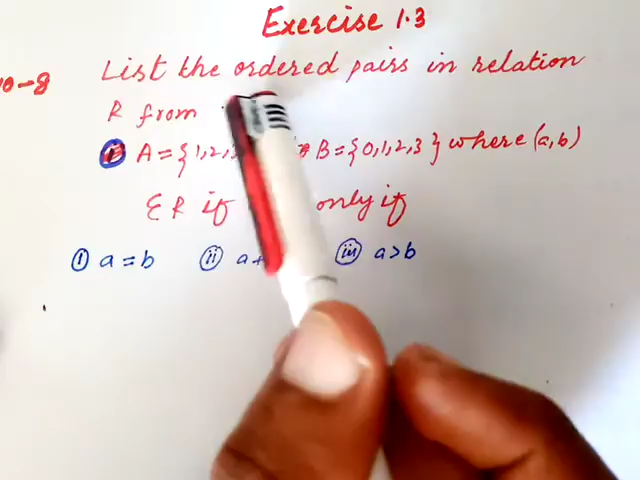 Exercise 1.3
List the ordered pairs in relation
R from
A = {1,2, B = {0,1,2,3} where (a,b)
ER if only if
(i) a = b (ii) a+ (iii) a>b